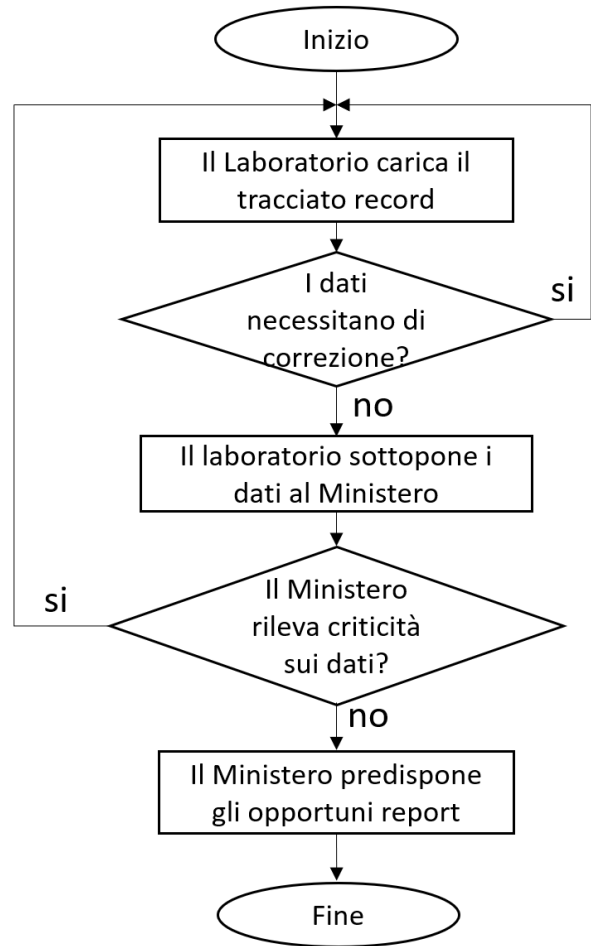 Inizio
Il Laboratorio carica il
tracciato record
I dati
necessitano di
correzione?
si
no
Il laboratorio sottopone i
dati al Ministero
Il Ministero
rileva criticità
sui dati?
si
no
Il Ministero predispone
gli opportuni report
Fine